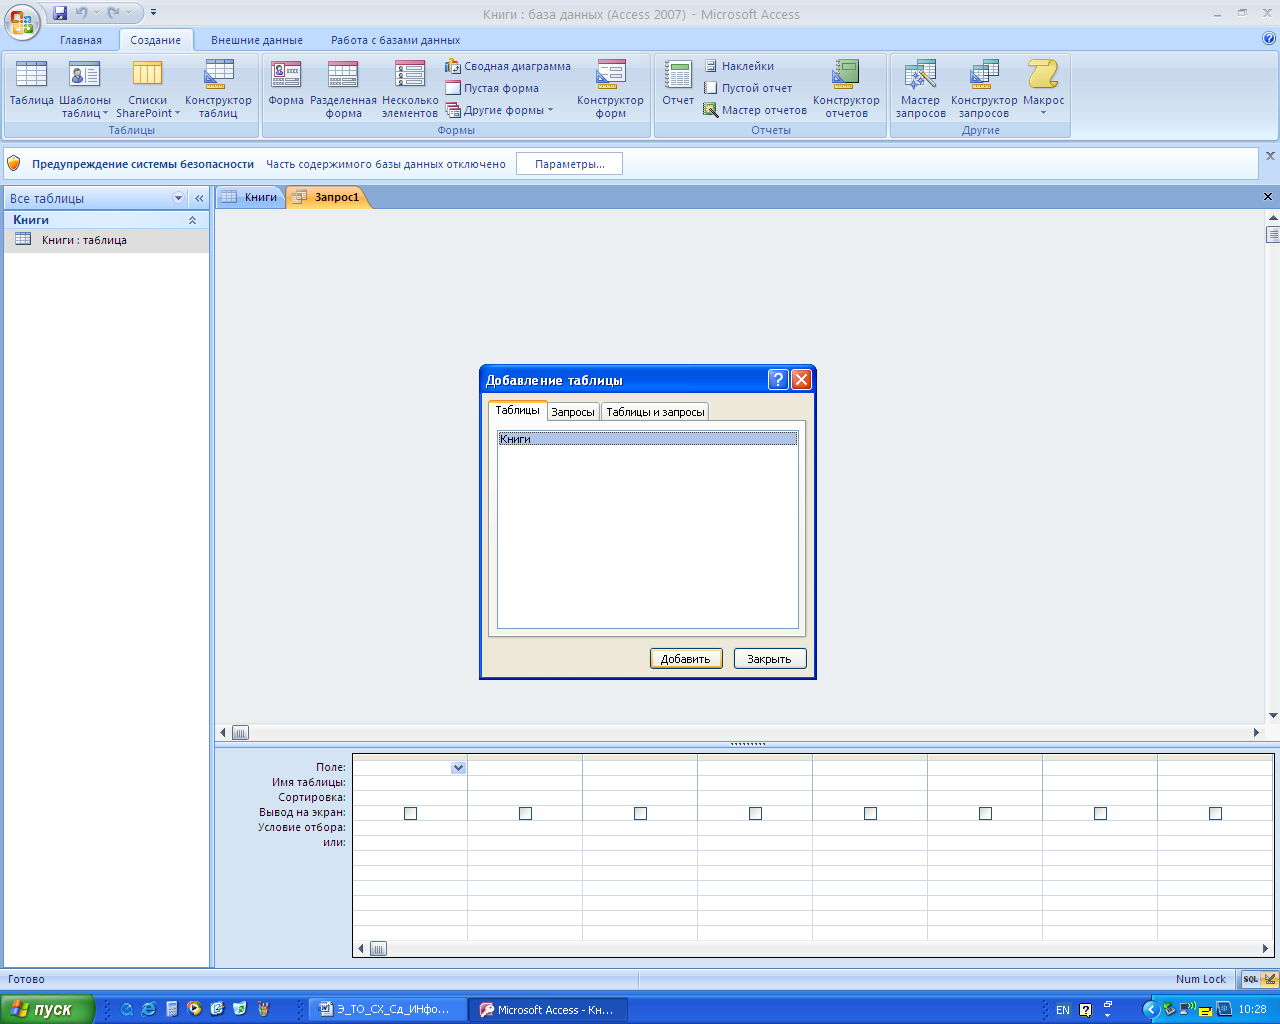 Книги : база данных (Access 2007) - Microsoft Access
Главная Создание Внешние данные Работа с базами данных
Таблица Шаблоны таблиц Списки SharePoint Конструктор таблиц
Таблицы
Форма Разделенная форма Несколько элементов Сводная диаграмма Пустая форма Другие формы Конструктор форм
Формы
Отчет Наклейки Пустой отчет Мастер отчетов Конструктор отчетов
Отчеты
Мастер запросов Конструктор запросов Макрос
Другие
Предупреждение системы безопасности Часть содержимого базы данных отключено Параметры...
Все таблицы «
Книги
Книги : таблица
Книги Запрос1
Добавление таблицы
Таблицы Запросы Таблицы и запросы
Книги
Добавить Закрыть
Поле:
Имя таблицы:
Сортировка:
Вывод на экран:
Условие отбора:
или:
Готово Num Lock SQL
пуск Э_ТО_СХ_Сд_ИНфо... Microsoft Access - Кн... EN 10:28